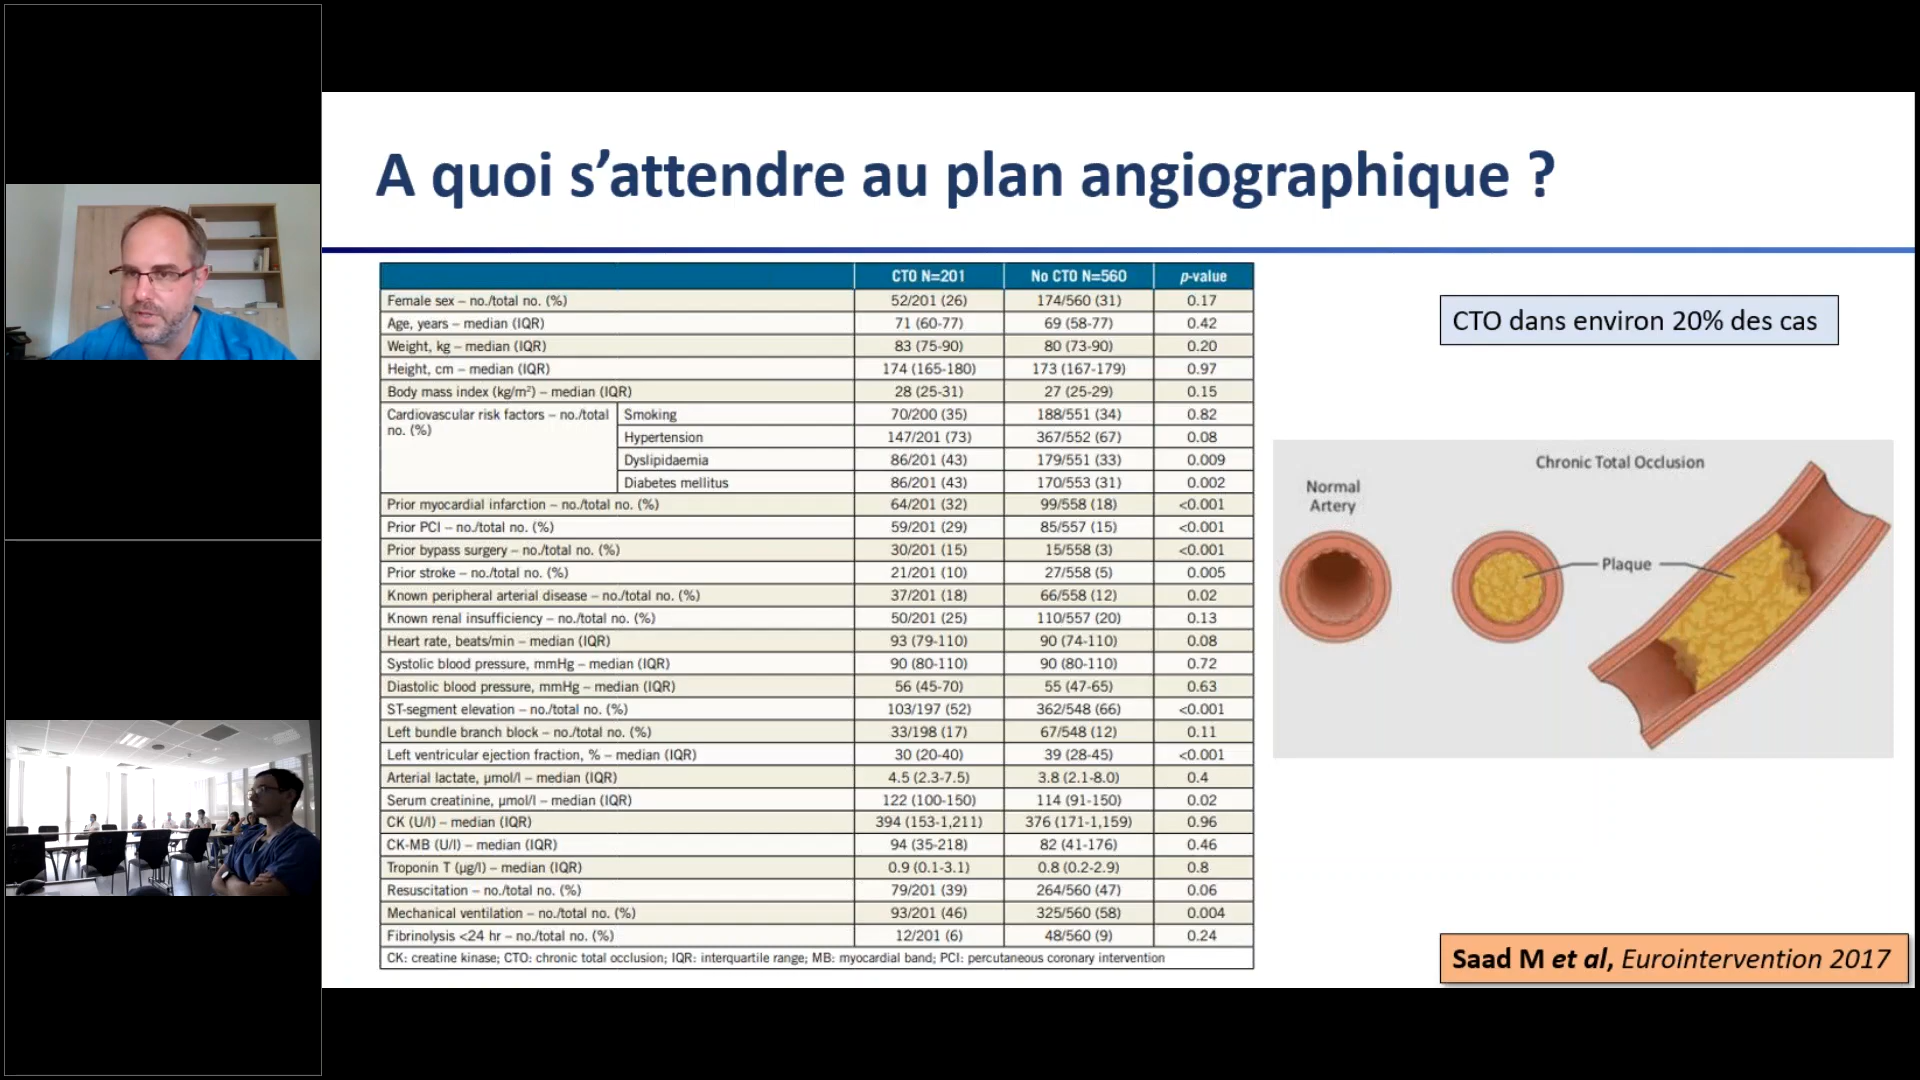 A quoi s’attendre au plan angiographique ?
CTO N=201 No CTO N=560 p-value
Female sex – no./total no. (%) 52/201 (26) 174/560 (31) 0.17
Age, years – median (IQR) 71 (60-77) 69 (58-77) 0.42
Weight, kg – median (IQR) 83 (75-90) 80 (73-90) 0.20
Height, cm – median (IQR) 174 (165-180) 173 (167-179) 0.97
Body mass index (kg/m²) – median (IQR) 28 (25-31) 27 (25-29) 0.15
Cardiovascular risk factors – no./total no. (%) Smoking 70/200 (35) 188/551 (34) 0.82
Hypertension 147/201 (73) 367/552 (67) 0.08
Dyslipidaemia 86/201 (43) 179/551 (33) 0.009
Diabetes mellitus 86/201 (43) 170/553 (31) 0.002
Prior myocardial infarction – no./total no. (%) 64/201 (32) 99/558 (18) <0.001
Prior PCI – no./total no. (%) 59/201 (29) 85/557 (15) <0.001
Prior bypass surgery – no./total no. (%) 30/201 (15) 15/558 (3) <0.001
Prior stroke – no./total no. (%) 21/201 (10) 27/558 (5) 0.005
Known peripheral arterial disease – no./total no. (%) 37/201 (18) 66/558 (12) 0.02
Known renal insufficiency – no./total no. (%) 50/201 (25) 110/557 (20) 0.13
Heart rate, beats/min – median (IQR) 93 (79-110) 90 (74-110) 0.08
Systolic blood pressure, mmHg – median (IQR) 90 (80-110) 90 (80-110) 0.72
Diastolic blood pressure, mmHg – median (IQR) 56 (45-70) 55 (47-65) 0.63
ST-segment elevation – no./total no. (%) 103/197 (52) 362/548 (66) <0.001
Left bundle branch block – no./total no. (%) 33/198 (17) 67/548 (12) 0.11
Left ventricular ejection fraction, % – median (IQR) 30 (20-40) 39 (28-45) <0.001
Arterial lactate, µmol/l – median (IQR) 4.5 (2.3-7.5) 3.8 (2.1-8.0) 0.4
Serum creatinine, µmol/l – median (IQR) 122 (100-150) 114 (91-150) 0.02
CK (U/l) – median (IQR) 394 (153-1,211) 376 (171-1,159) 0.96
CK-MB (U/l) – median (IQR) 94 (35-218) 82 (41-176) 0.46
Troponin T (µg/l) – median (IQR) 0.9 (0.1-3.1) 0.8 (0.2-2.9) 0.8
Resuscitation – no./total no. (%) 79/201 (39) 264/560 (47) 0.06
Mechanical ventilation – no./total no. (%) 93/201 (46) 325/560 (58) 0.004
Fibrinolysis <24 hr – no./total no. (%) 12/201 (6) 48/560 (9) 0.24
CK: creatine kinase; CTO: chronic total occlusion; IQR: interquartile range; MB: myocardial band; PCI: percutaneous coronary intervention
CTO dans environ 20% des cas
Chronic Total Occlusion
Normal
Artery
Plaque
Saad M et al, Eurointervention 2017